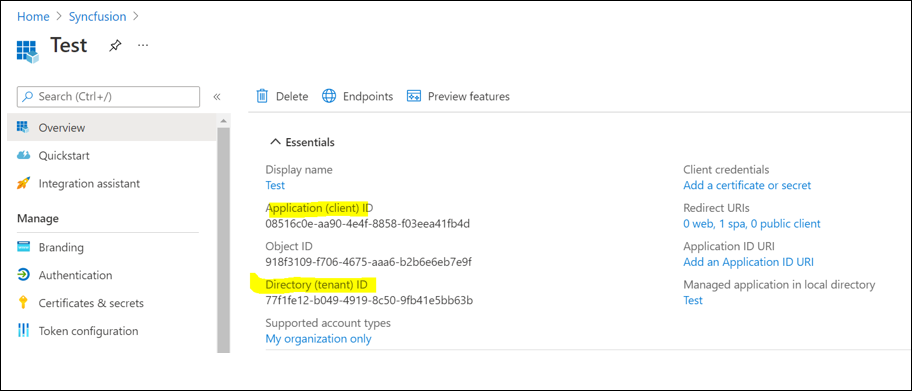 Home > Syncfusion >
Test ...
Search (Ctrl+/) «
Overview
Quickstart
Integration assistant
Manage
Branding
Authentication
Certificates & secrets
Token configuration
Delete Endpoints Preview features
Essentials
Display name
Test
Application (client) ID
08516c0e-aa90-4e4f-8858-f03eea41fb4d
Object ID
918f3109-f706-4675-aaa6-b2b6e6eb7e9f
Directory (tenant) ID
77f1fe12-b049-4919-8c50-9fb41e5bb63b
Supported account types
My organization only
Client credentials
Add a certificate or secret
Redirect URIs
0 web, 1 spa, 0 public client
Application ID URI
Add an Application ID URI
Managed application in local directory
Test